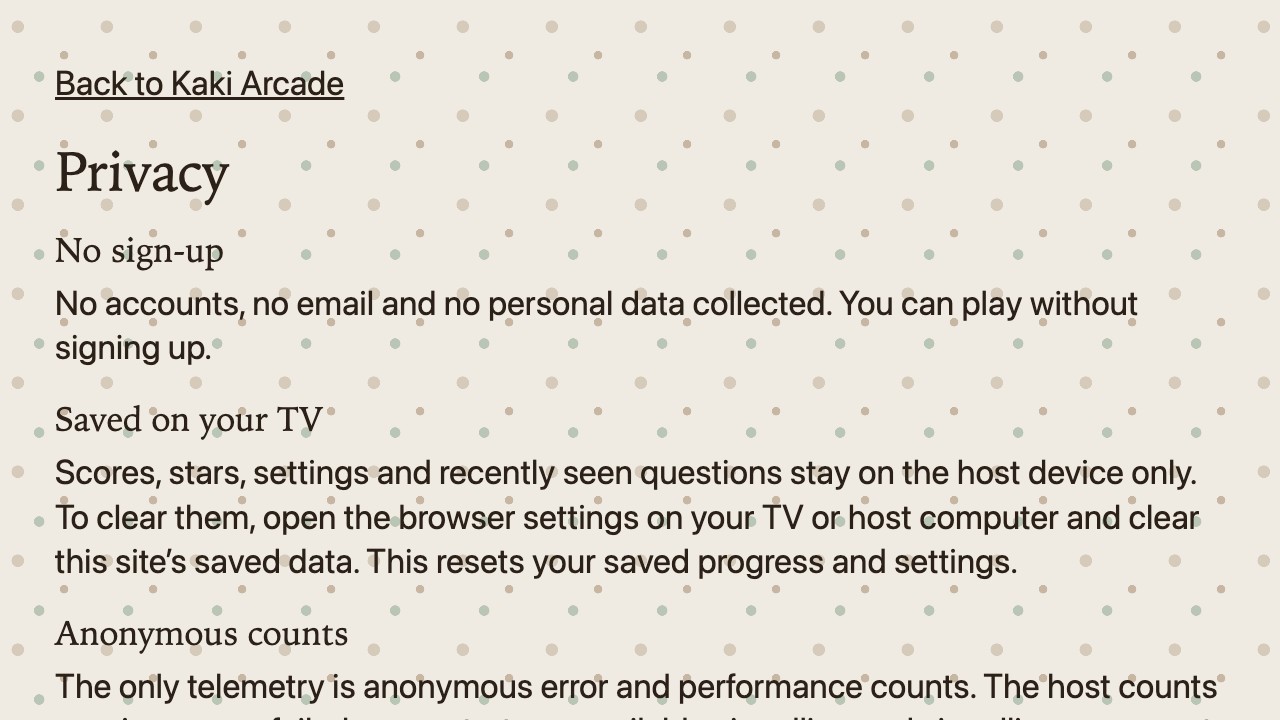 Back to Kaki Arcade
Privacy
No sign-up
No accounts, no email and no personal data collected. You can play without
signing up.
Saved on your TV
Scores, stars, settings and recently seen questions stay on the host device only.
To clear them, open the browser settings on your TV or host computer and clear
this site’s saved data. This resets your saved progress and settings.
Anonymous counts
The only telemetry is anonymous error and performance counts. The host counts